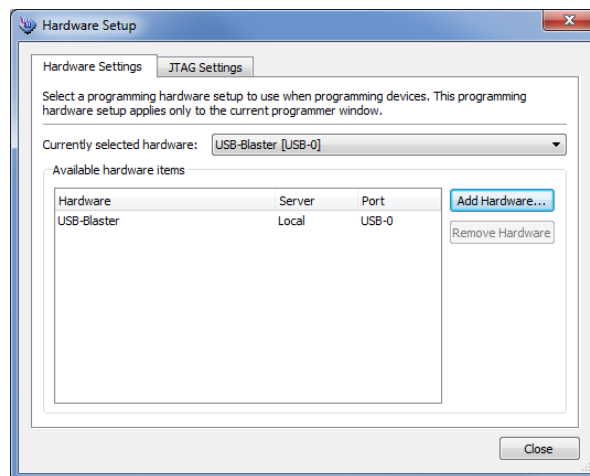 Hardware Setup
Hardware Settings
JTAG Settings
Select a programming hardware setup to use when programming devices. This programming
hardware setup applies only to the current programmer window.
Currently selected hardware: USB-Blaster [USB-0]
Available hardware items
Hardware Server Port
USB-Blaster Local USB-0
Add Hardware...
Remove Hardware
Close